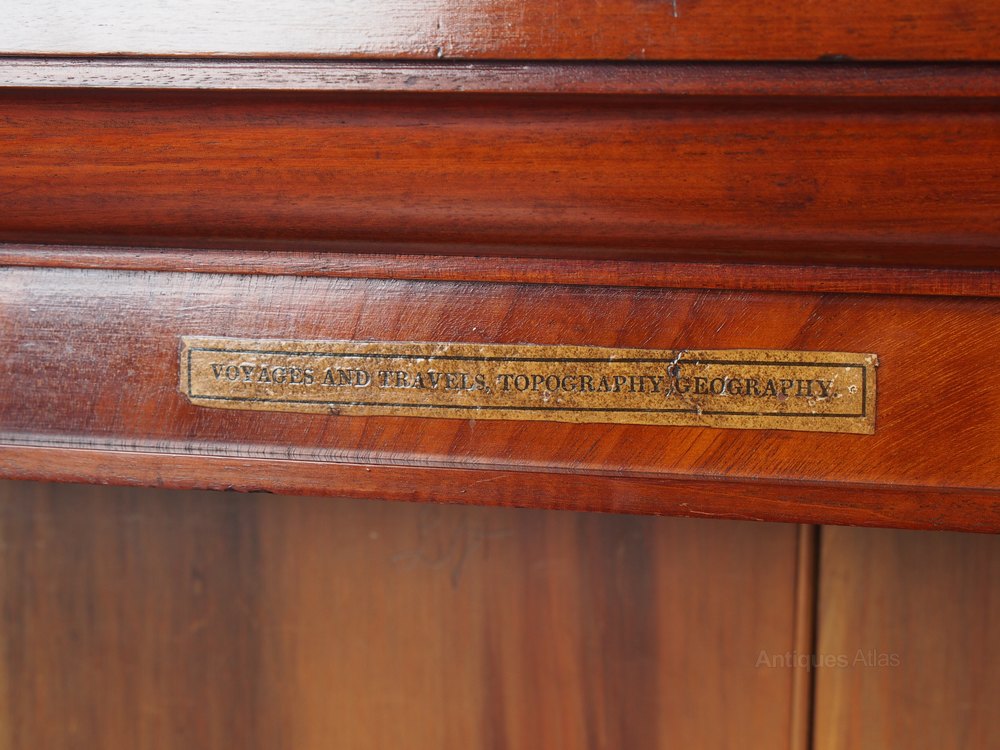 VOYAGES AND TRAVELS, TOPOGRAPHY, GEOGRAPHY.
Antiques Atlas